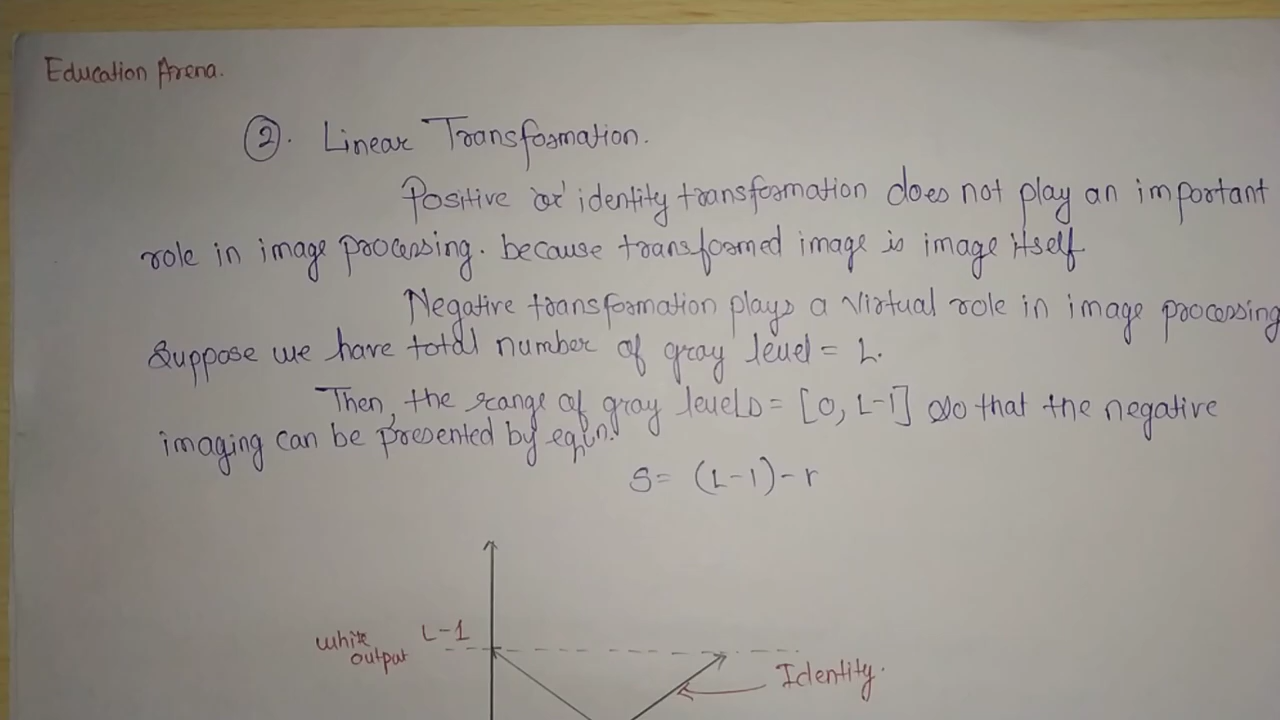 Education Arena.
②. Linear Transformation.
Positive 'or' identity transformation does not play an important
role in image processing. because transformed image is image itself
Negative transformation plays a Virtual role in image processing
Suppose we have total number of gray level = L.
Then, the range of gray levels = [0, L-1] so that the negative
imaging can be presented by eqn.
S = (L-1)-r
L-1
White
output
Identity.